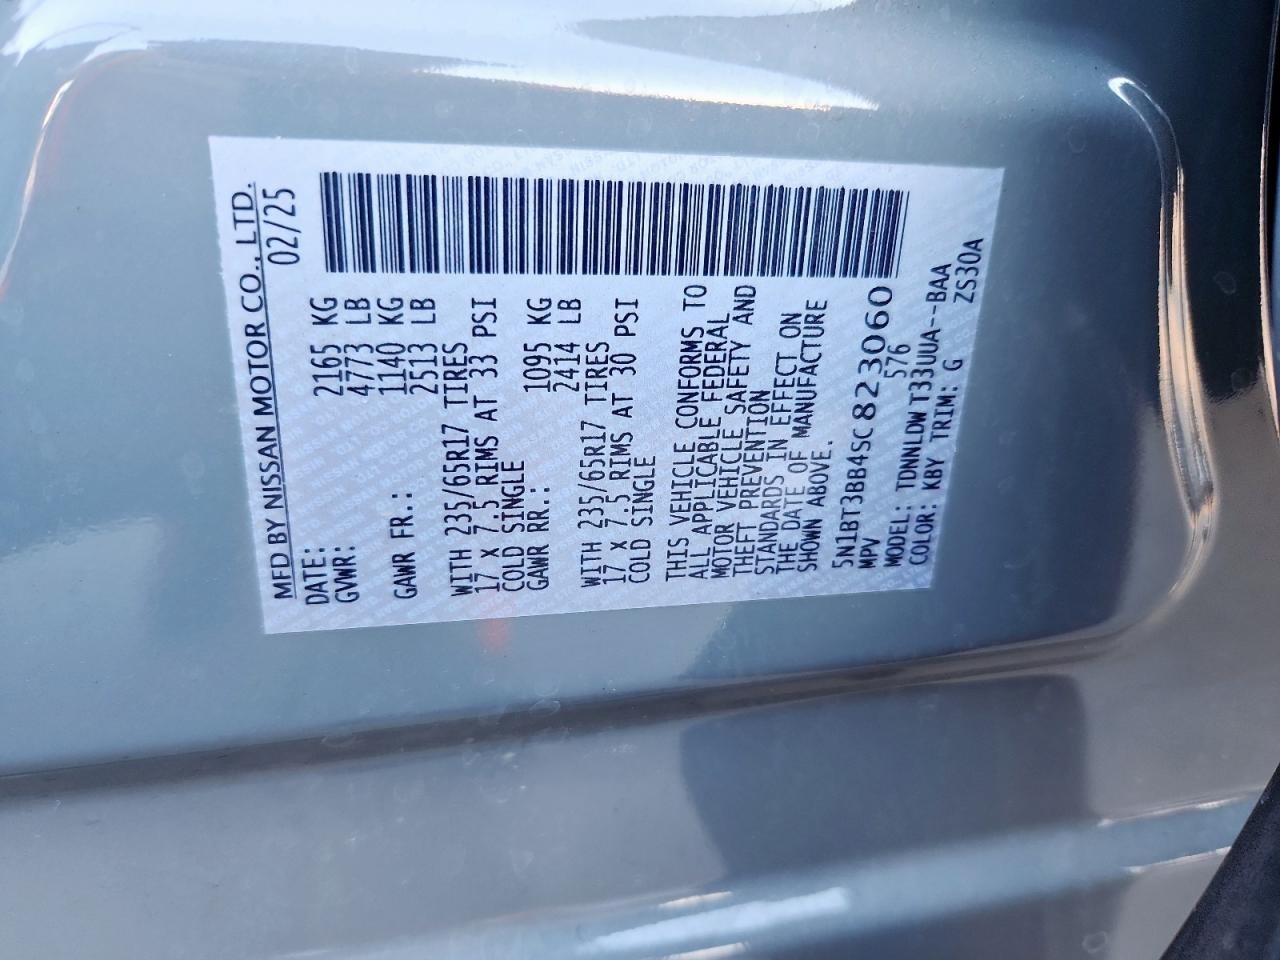 MFD BY NISSAN MOTOR CO., LTD.
DATE: 02/25
GVWR: 2165 KG
4773 LB
GAWR FR.: 1140 KG
2513 LB
WITH 235/65R17 TIRES
17 X 7.5 RIMS AT 33 PSI
COLD SINGLE
GAWR RR.: 1095 KG
2414 LB
WITH 235/65R17 TIRES
17 X 7.5 RIMS AT 30 PSI
COLD SINGLE
THIS VEHICLE CONFORMS TO
ALL APPLICABLE FEDERAL
MOTOR VEHICLE SAFETY AND
THEFT PREVENTION
STANDARDS IN EFFECT ON
THE DATE OF MANUFACTURE
SHOWN ABOVE.
5N1BT3BB4SC823060
MPV 576
MODEL: TDNNLDW T33UUA--BAA
COLOR: KBY TRIM: G ZS30A